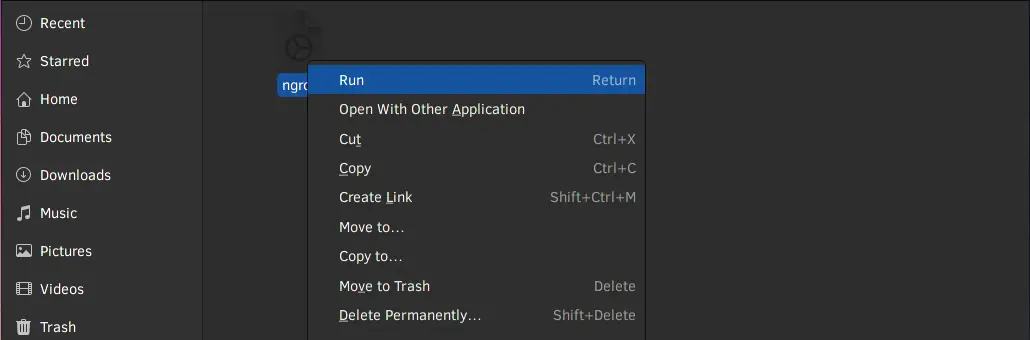 Recent
Starred
Home
Documents
Downloads
Music
Pictures
Videos
Trash
Run Return
Open With Other Application
Cut Ctrl+X
Copy Ctrl+C
Create Link Shift+Ctrl+M
Move to…
Copy to…
Move to Trash Delete
Delete Permanently… Shift+Delete